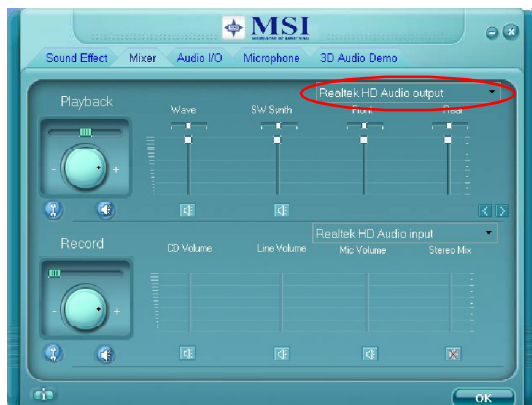 MSI
Sound Effect Mixer Audio I/O Microphone 3D Audio Demo
Realtek HD Audio output
Playback
Wave SW Synth Front Rear
- +
Realtek HD Audio input
Record
CD Volume Line Volume Mic Volume Stereo Mix
- +
OK